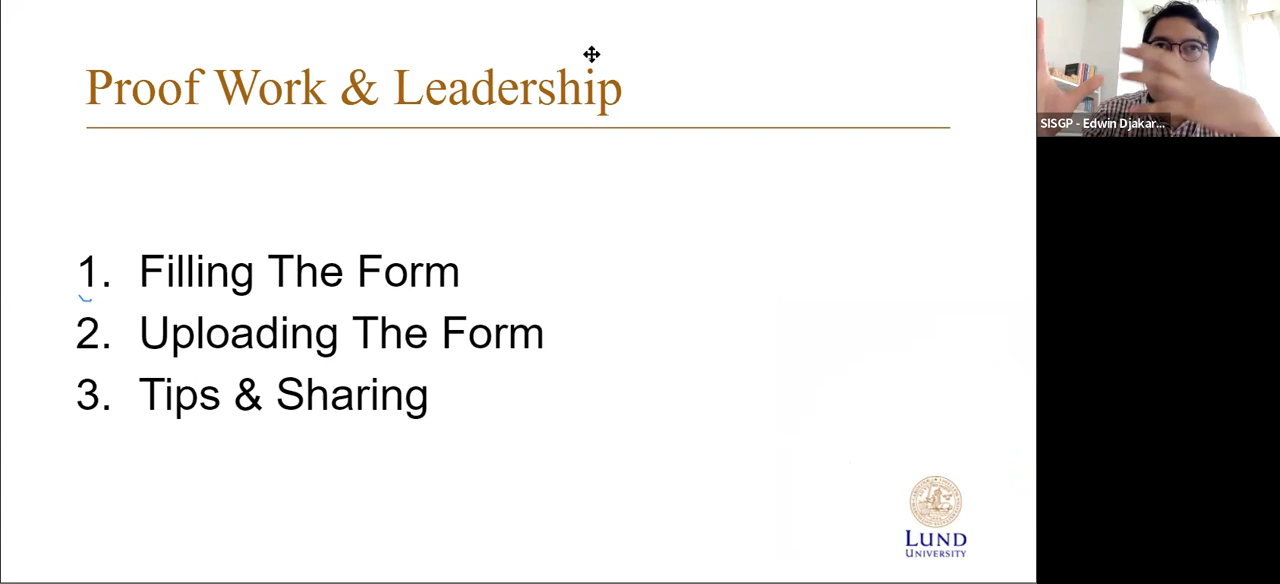 Proof Work & Leadership
SISGP - Edwin Djakar...
1. Filling The Form
2. Uploading The Form
3. Tips & Sharing
LUND
UNIVERSITY